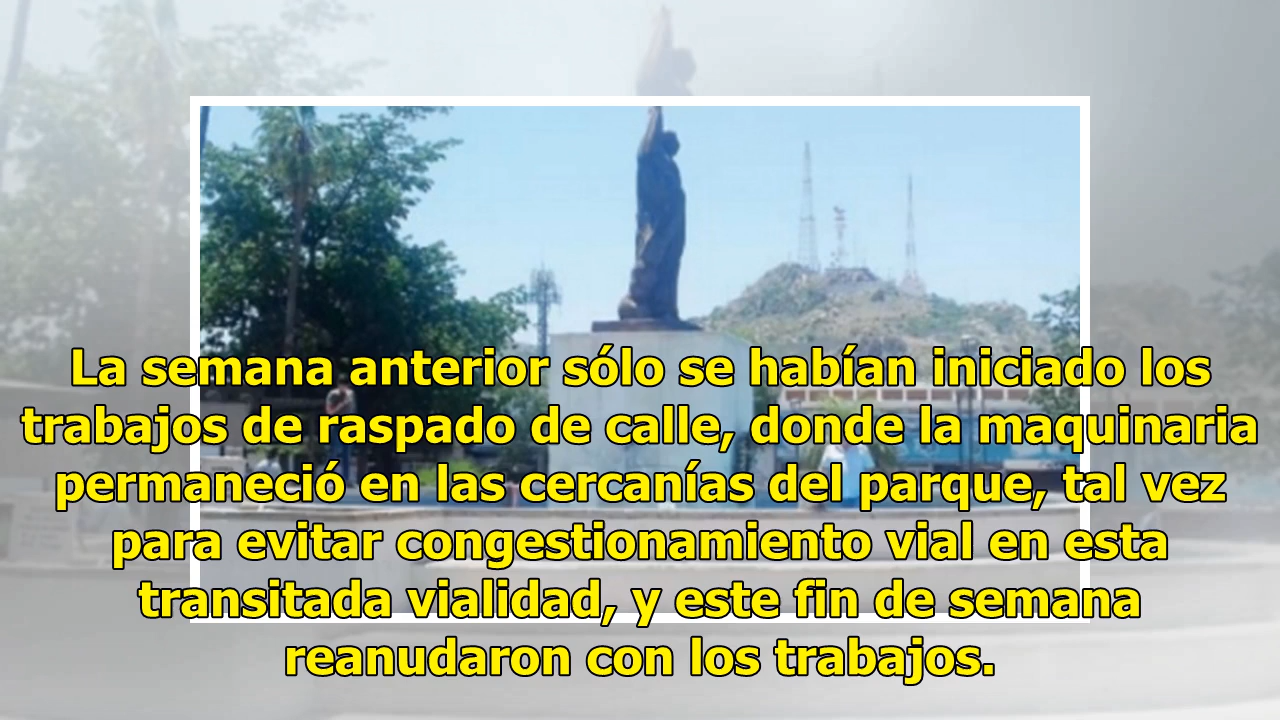 La semana anterior sólo se habían iniciado los
trabajos de raspado de calle, donde la maquinaria
permaneció en las cercanías del parque, tal vez
para evitar congestionamiento vial en esta
transitada vialidad, y este fin de semana
reanudaron con los trabajos.